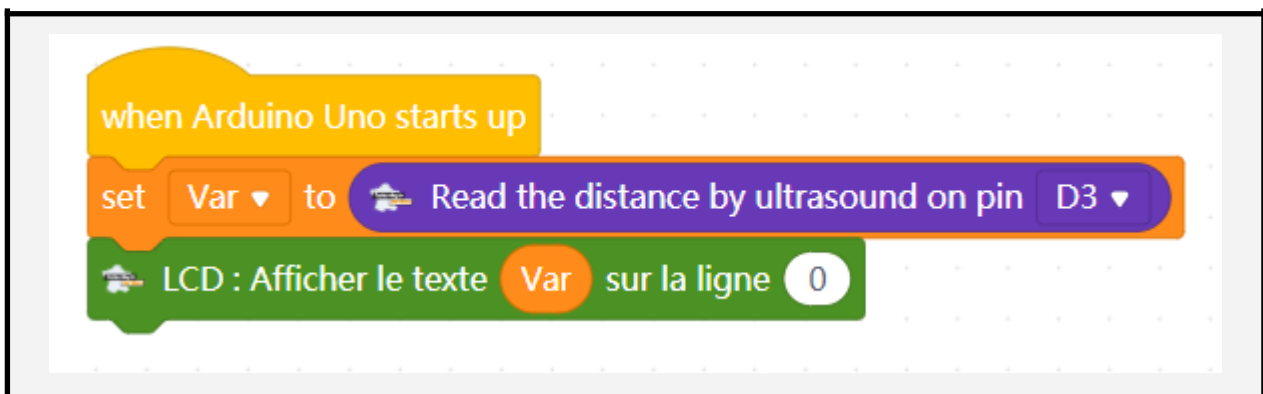 when Arduino Uno starts up
set Var to Read the distance by ultrasound on pin D3
LCD : Afficher le texte Var sur la ligne 0